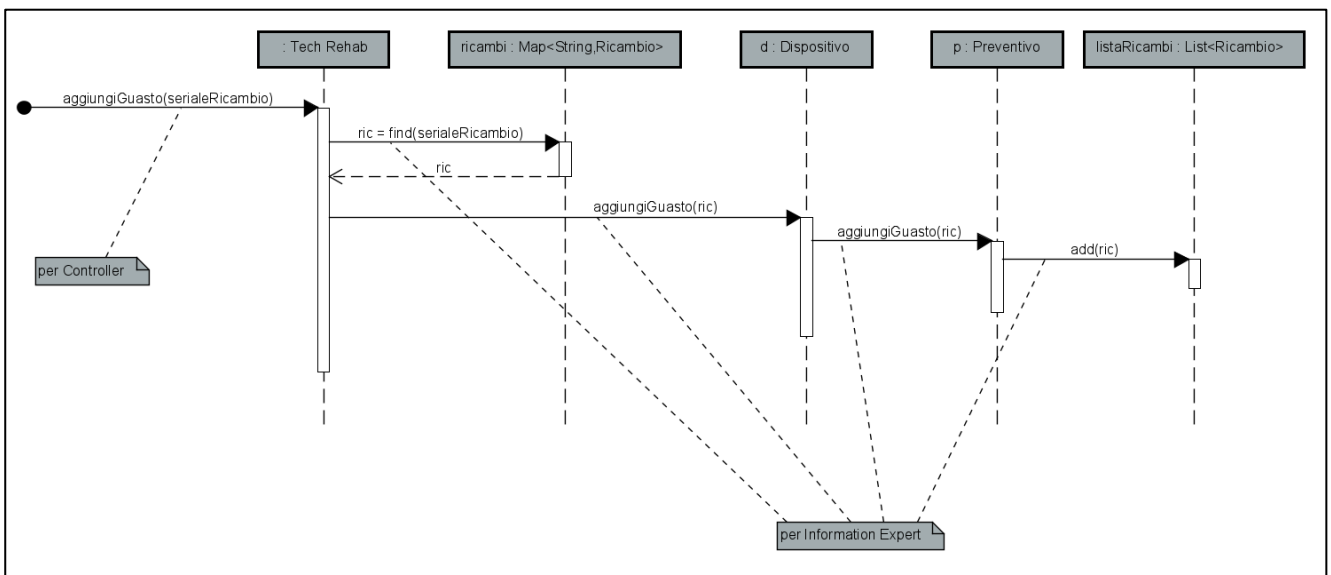 : Tech Rehab
ricambi : Map<String,Ricambio>
d : Dispositivo
p : Preventivo
listaRicambi : List<Ricambio>
aggiungiGuasto(serialeRicambio)
ric = find(serialeRicambio)
ric
aggiungiGuasto(ric)
aggiungiGuasto(ric)
add(ric)
per Controller
per Information Expert